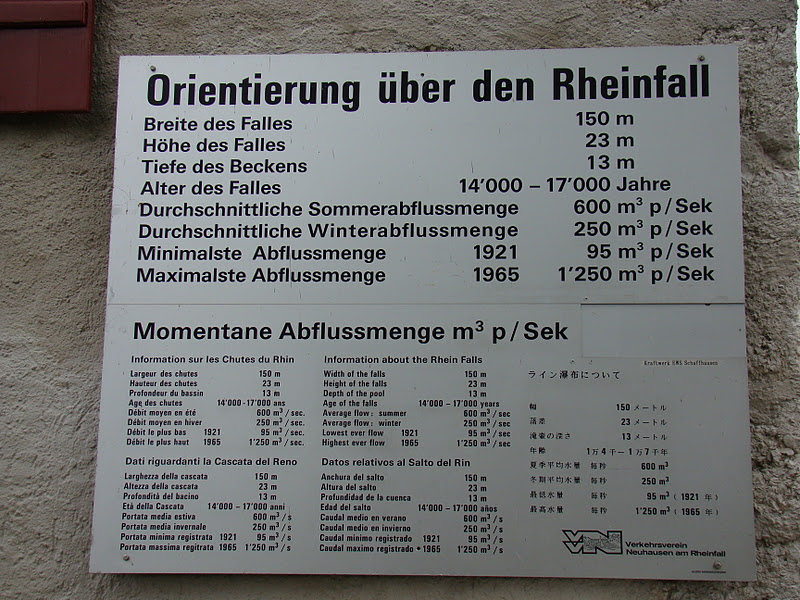 Orientierung über den Rheinfall
Breite des Falles 150 m
Höhe des Falles 23 m
Tiefe des Beckens 13 m
Alter des Falles 14'000 – 17'000 Jahre
Durchschnittliche Sommerabflussmenge 600 m³ p/Sek
Durchschnittliche Winterabflussmenge 250 m³ p/Sek
Minimalste Abflussmenge 1921 95 m³ p/Sek
Maximalste Abflussmenge 1965 1'250 m³ p/Sek
Momentane Abflussmenge m³ p/Sek
Kraftwerk Schaffhausen
Information sur les Chutes du Rhin
Largeur des chutes 150 m
Hauteur des chutes 23 m
Profondeur du bassin 13 m
Age des chutes 14'000-17'000 ans
Débit moyen en été 600 m³/sec.
Débit moyen en hiver 250 m³/sec.
Débit le plus bas 1921 95 m³/sec.
Débit le plus haut 1965 1'250 m³/sec.
Information about the Rhein Falls
Width of the falls 150 m
Height of the falls 23 m
Depth of the pool 13 m
Age of the falls 14'000 – 17'000 years
Average flow: summer 600 m³/sec
Average flow: winter 250 m³/sec
Lowest ever flow 1921 95 m³/sec
Highest ever flow 1965 1'250 m³/sec
Dati riguardanti la Cascata del Reno
Larghezza della cascata 150 m
Altezza della cascata 23 m
Profondità del bacino 13 m
Età della Cascata 14'000 – 17'000 anni
Portata media estiva 600 m³/s
Portata media invernale 250 m³/s
Portata minima registrata 1921 95 m³/s
Portata massima regitrata 1965 1'250 m³/s
Datos relativos al Salto del Rin
Anchura del salto 150 m
Altura del salto 23 m
Profundidad de la cuenca 13 m
Edad del salto 14'000 – 17'000 años
Caudal medio en verano 600 m³/s
Caudal medio en invierno 250 m³/s
Caudal minimo registrado 1921 95 m³/s
Caudal maximo registrado 1965 1'250 m³/s
ライン瀑布について
幅 150 メートル
落差 23 メートル
滝壷の深さ 13 メートル
年齢 1万4千ー1万7千年
夏季平均水量 毎秒 600 m³
冬期平均水量 毎秒 250 m³
最低水量 毎秒 95 m³ (1921 年)
最高水量 毎秒 1'250 m³ (1965 年)
Verkehrsverein
Neuhausen am Rheinfall